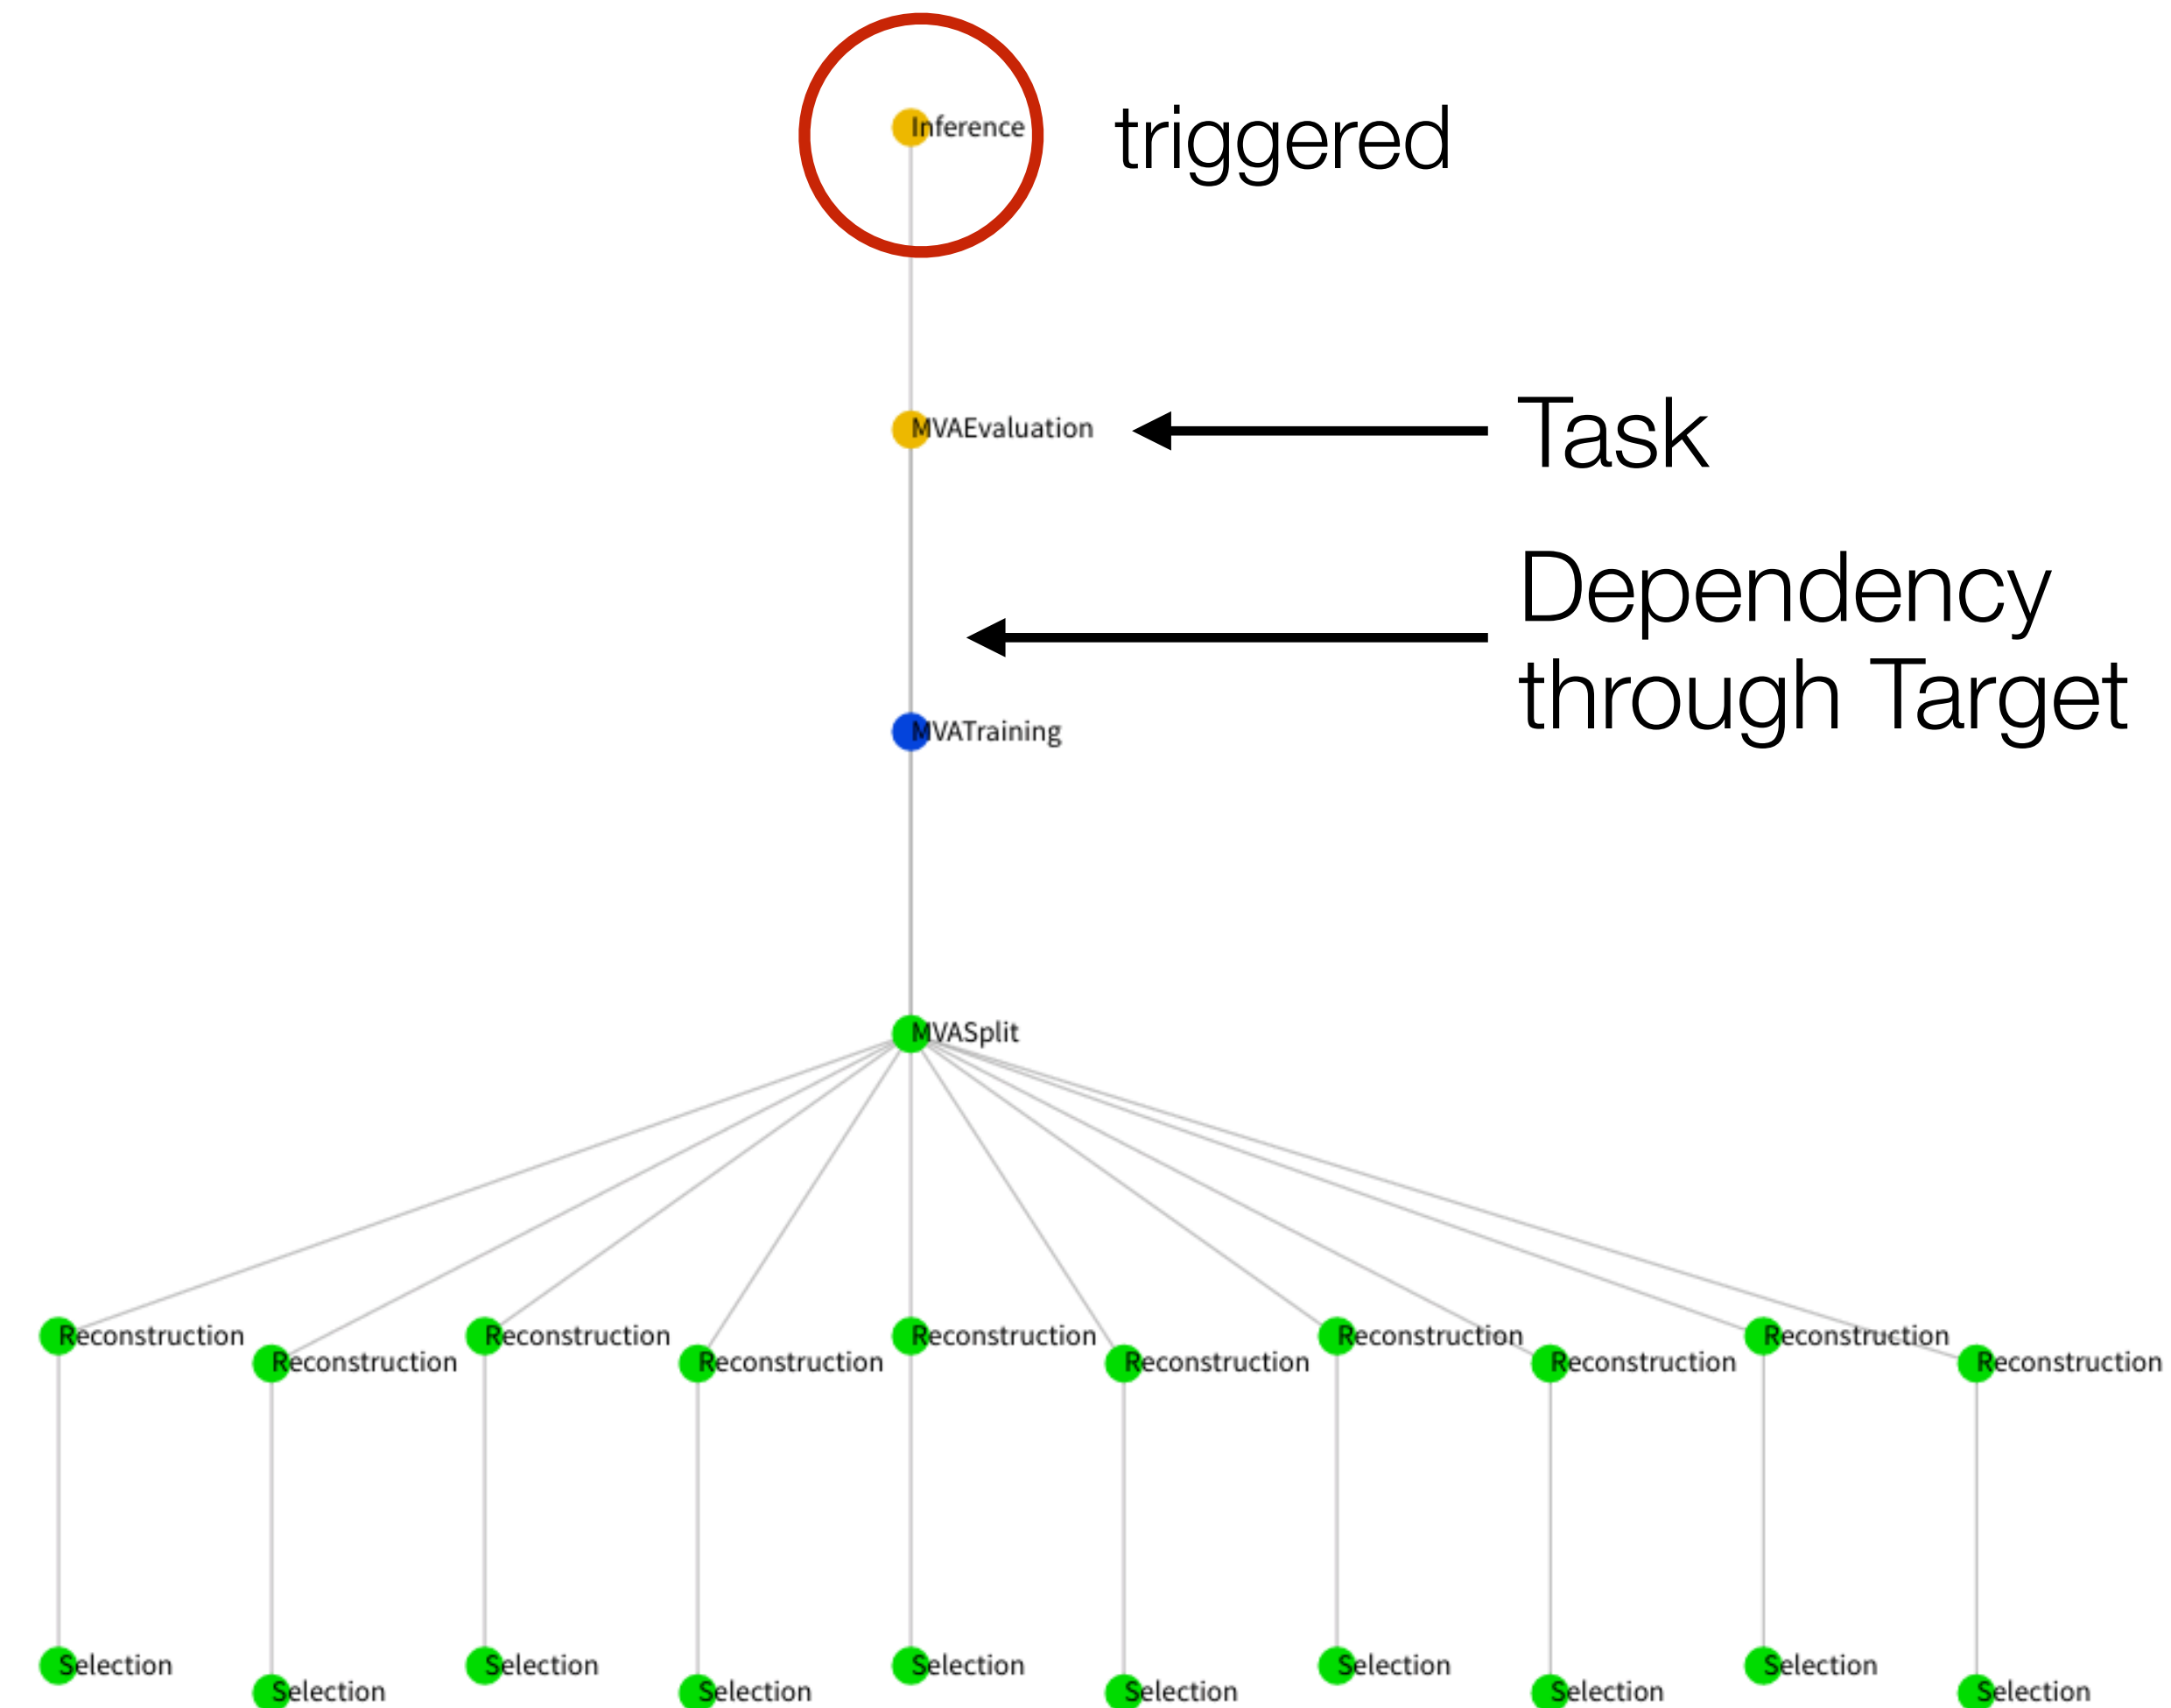 Inference
triggered
MVAEvaluation
Task
Dependency
through Target
MVATraining
MVASplit
Reconstruction
Reconstruction
Reconstruction
Reconstruction
Reconstruction
Reconstruction
Reconstruction
Reconstruction
Reconstruction
Reconstruction
Selection
Selection
Selection
Selection
Selection
Selection
Selection
Selection
Selection
Selection